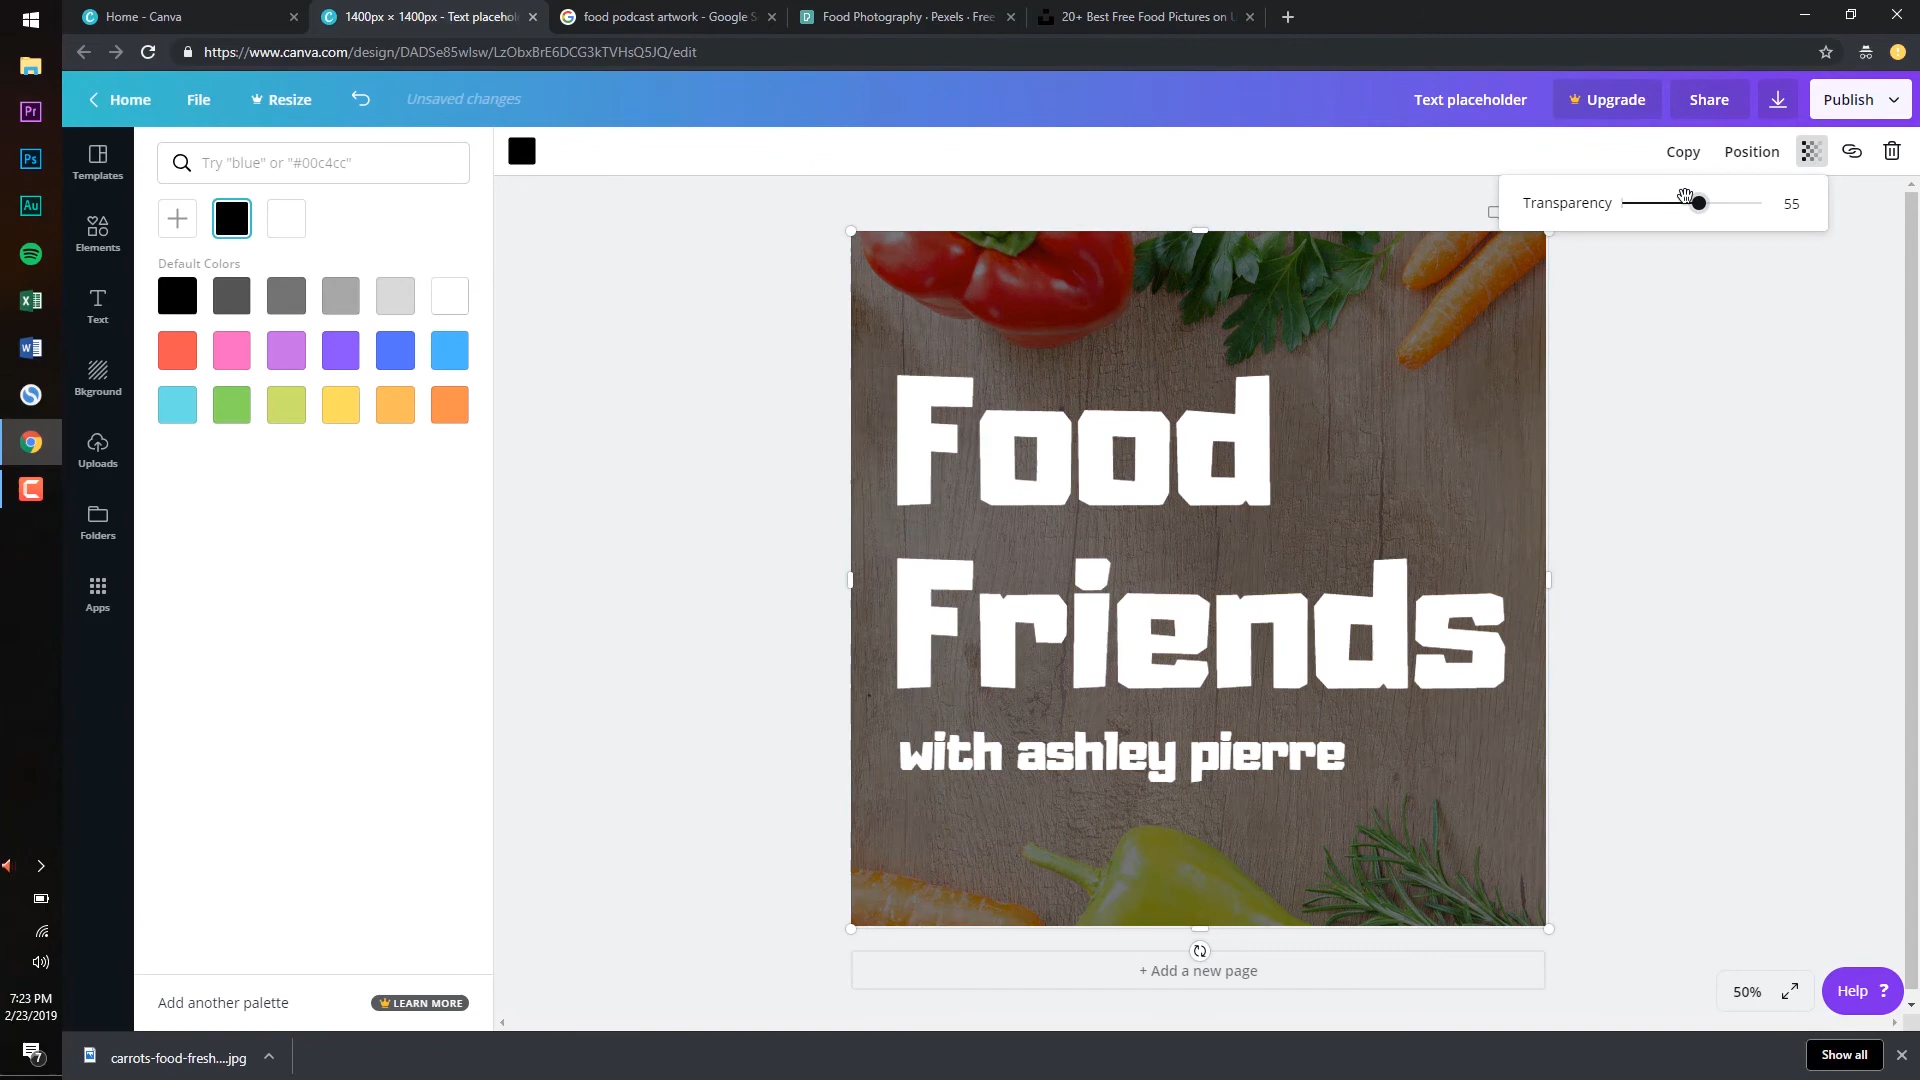 Home - Canva
1400px × 1400px - Text placehol
food podcast artwork - Google S
Food Photography · Pexels · Free
20+ Best Free Food Pictures on U
https://www.canva.com/design/DADSe85wlsw/LzObxBrE6DCG3kTVHsQ5JQ/edit
Home
File
Resize
Unsaved changes
Text placeholder
Upgrade
Share
Publish
Templates
Elements
Text
Bkground
Uploads
Folders
Apps
Try "blue" or "#00c4cc"
Default Colors
Copy
Position
Transparency
55
Food
Friends
with ashley pierre
+ Add a new page
Add another palette
LEARN MORE
50%
Help ?
Pr
Ps
Au
7:23 PM
2/23/2019
7
carrots-food-fresh....jpg
Show all